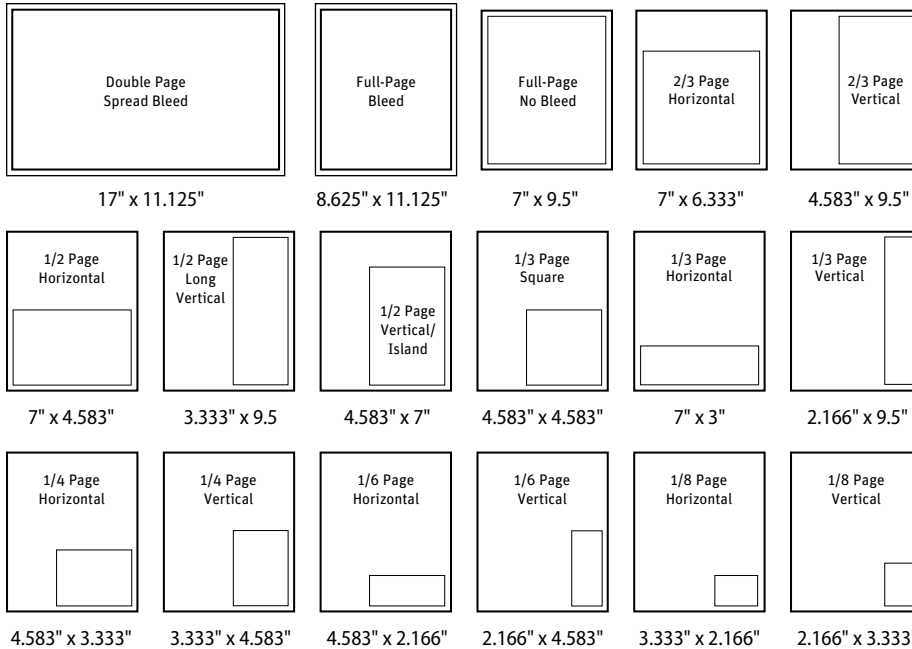 Double Page
Spread Bleed
Full-Page
Bleed
Full-Page
No Bleed
2/3 Page
Horizontal
2/3 Page
Vertical
17" x 11.125"
8.625" x 11.125"
7" x 9.5"
7" x 6.333"
4.583" x 9.5"
1/2 Page
Horizontal
1/2 Page
Long
Vertical
1/2 Page
Vertical/
Island
1/3 Page
Square
1/3 Page
Horizontal
1/3 Page
Vertical
7" x 4.583"
3.333" x 9.5
4.583" x 7"
4.583" x 4.583"
7" x 3"
2.166" x 9.5"
1/4 Page
Horizontal
1/4 Page
Vertical
1/6 Page
Horizontal
1/6 Page
Vertical
1/8 Page
Horizontal
1/8 Page
Vertical
4.583" x 3.333"
3.333" x 4.583"
4.583" x 2.166"
2.166" x 4.583"
3.333" x 2.166"
2.166" x 3.333"